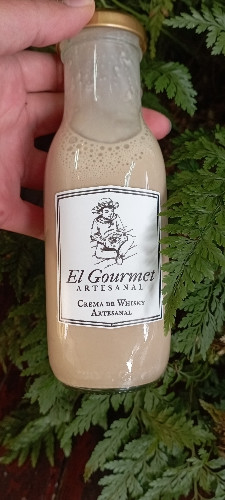 El Gourmet
ARTESANAL
CREMA DE WHISKY
ARTESANAL